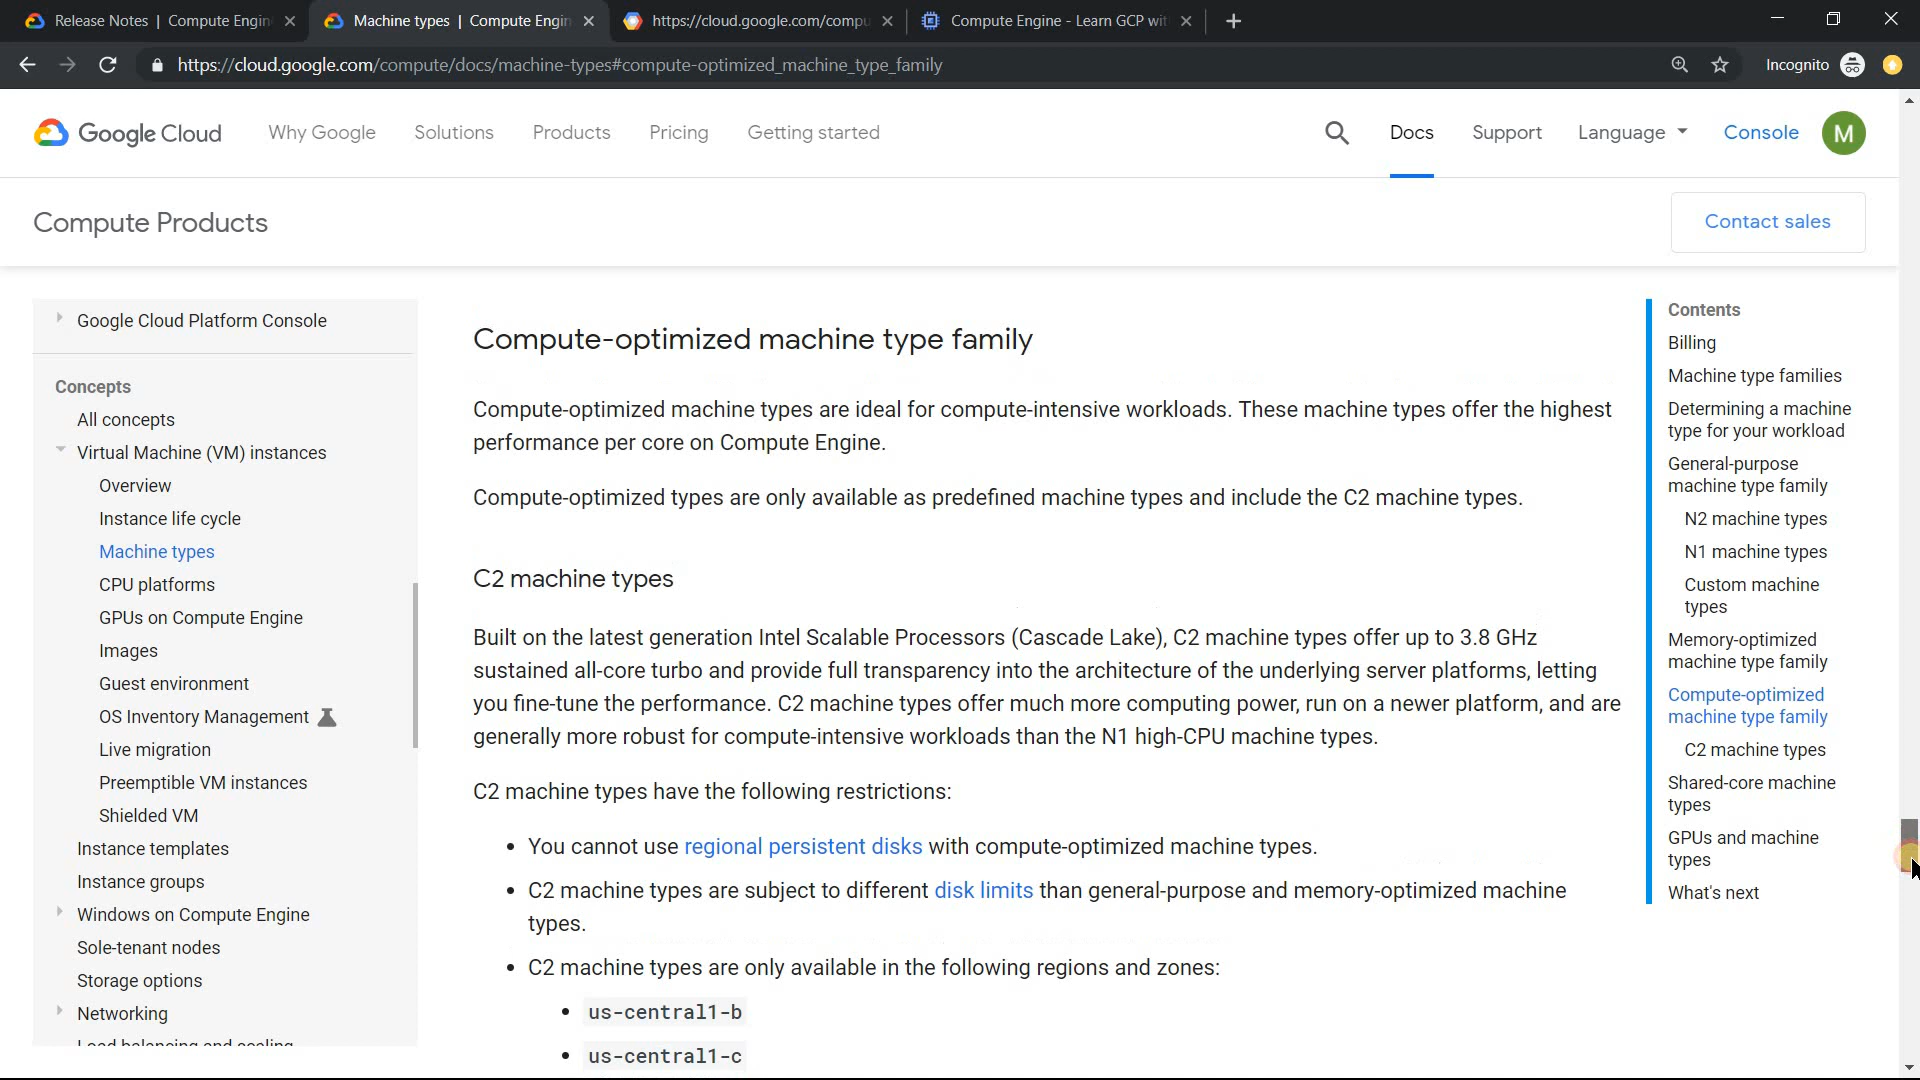 Release Notes | Compute Engin
Machine types | Compute Engin
https://cloud.google.com/compu
Compute Engine - Learn GCP wit
https://cloud.google.com/compute/docs/machine-types#compute-optimized_machine_type_family
Incognito
Google Cloud
Why Google
Solutions
Products
Pricing
Getting started
Docs
Support
Language
Console
M
Compute Products
Contact sales
Google Cloud Platform Console
Concepts
All concepts
Virtual Machine (VM) instances
Overview
Instance life cycle
Machine types
CPU platforms
GPUs on Compute Engine
Images
Guest environment
OS Inventory Management
Live migration
Preemptible VM instances
Shielded VM
Instance templates
Instance groups
Windows on Compute Engine
Sole-tenant nodes
Storage options
Networking
Load balancing and scaling
Compute-optimized machine type family
Compute-optimized machine types are ideal for compute-intensive workloads. These machine types offer the highest
performance per core on Compute Engine.
Compute-optimized types are only available as predefined machine types and include the C2 machine types.
C2 machine types
Built on the latest generation Intel Scalable Processors (Cascade Lake), C2 machine types offer up to 3.8 GHz
sustained all-core turbo and provide full transparency into the architecture of the underlying server platforms, letting
you fine-tune the performance. C2 machine types offer much more computing power, run on a newer platform, and are
generally more robust for compute-intensive workloads than the N1 high-CPU machine types.
C2 machine types have the following restrictions:
• You cannot use regional persistent disks with compute-optimized machine types.
• C2 machine types are subject to different disk limits than general-purpose and memory-optimized machine
types.
• C2 machine types are only available in the following regions and zones:
• us-central1-b
• us-central1-c
Contents
Billing
Machine type families
Determining a machine
type for your workload
General-purpose
machine type family
N2 machine types
N1 machine types
Custom machine
types
Memory-optimized
machine type family
Compute-optimized
machine type family
C2 machine types
Shared-core machine
types
GPUs and machine
types
What's next